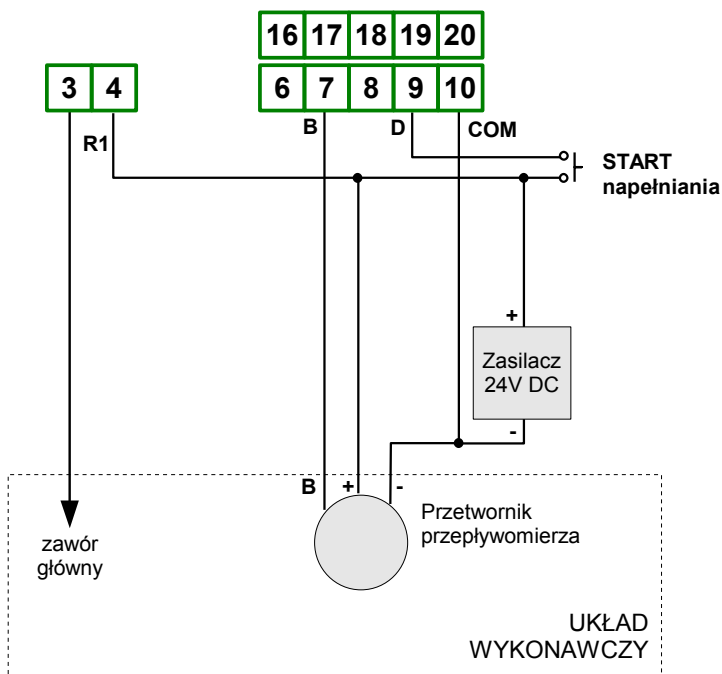 16 17 18 19 20
3 4
6 7 8 9 10
R1
B
D
COM
START
napełniania
+
Zasilacz
24V DC
-
B
+
-
Przetwornik
przepływomierza
zawór
główny
UKŁAD
WYKONAWCZY